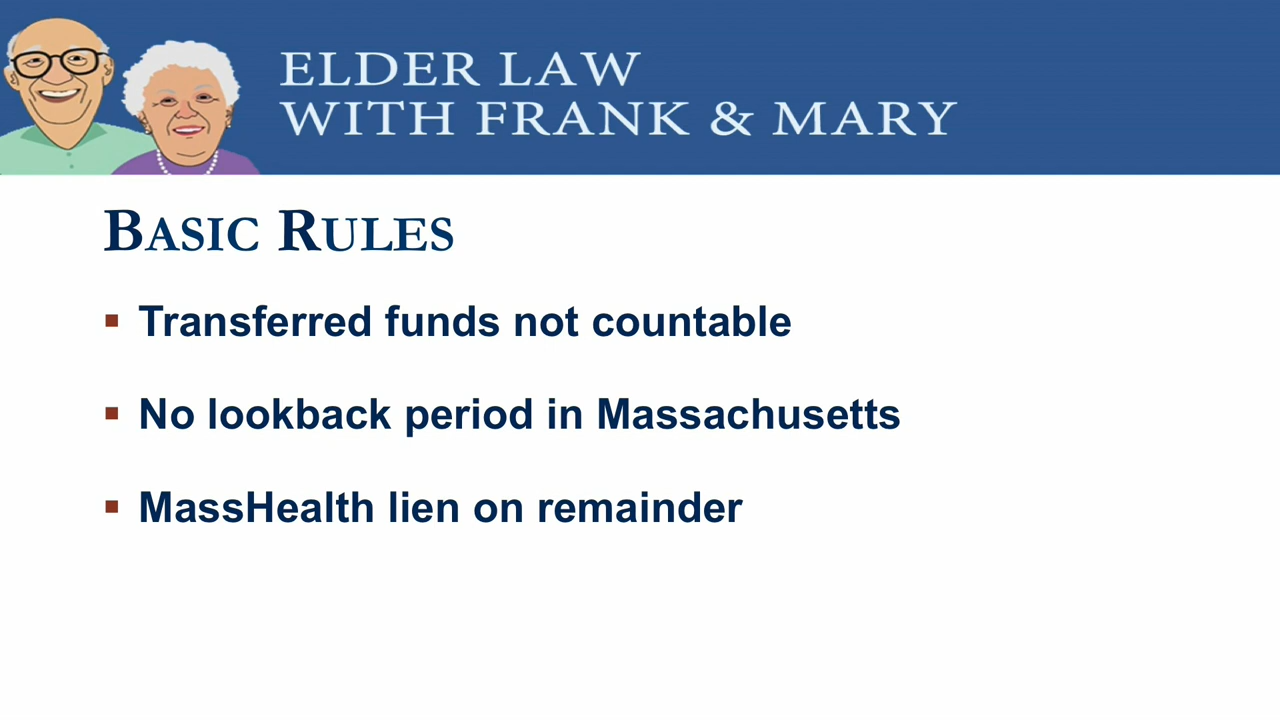 ELDER LAW
WITH FRANK & MARY
BASIC RULES
▪ Transferred funds not countable
▪ No lookback period in Massachusetts
▪ MassHealth lien on remainder